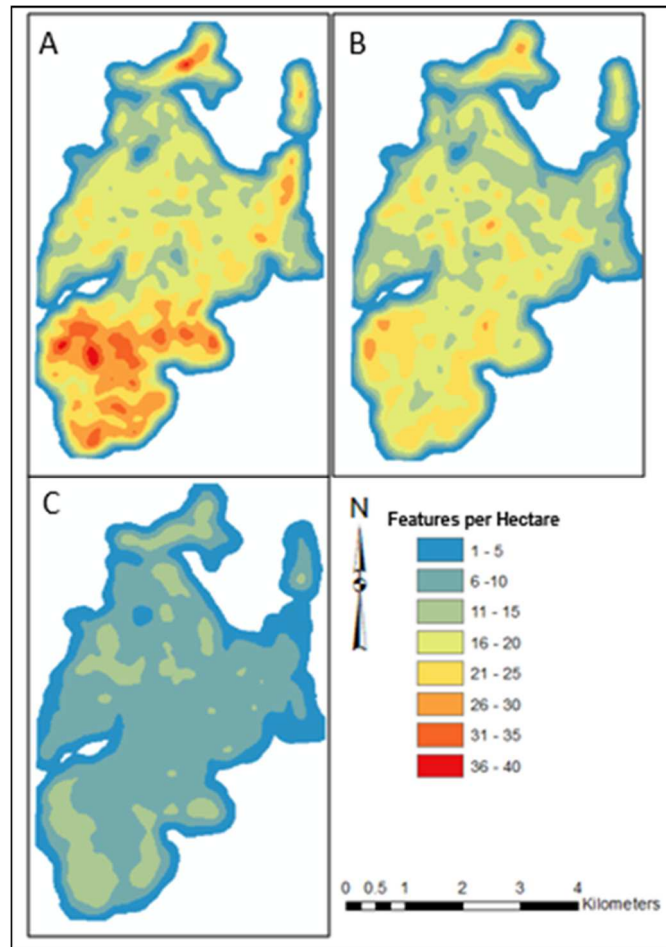 A
B
C
N
Features per Hectare
1 - 5
6 -10
11 - 15
16 - 20
21 - 25
26 - 30
31 - 35
36 - 40
0 0.5 1 2 3 4
Kilometers